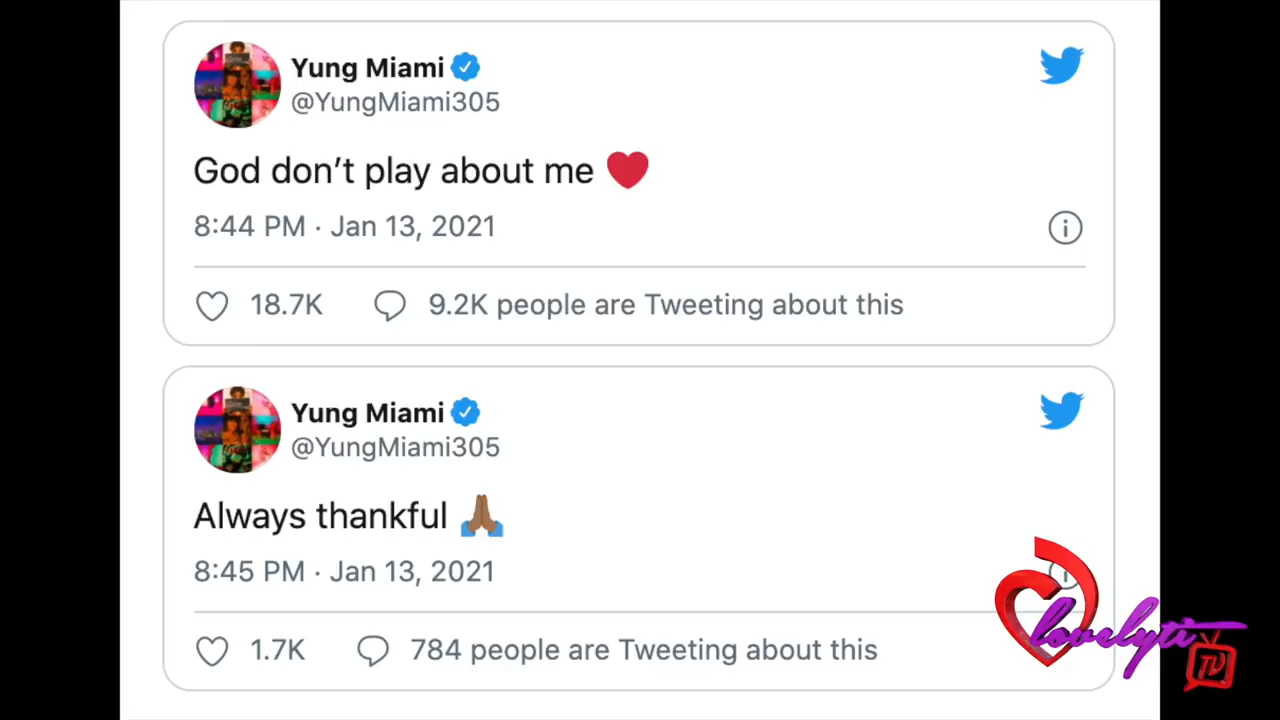 Yung Miami
@YungMiami305
God don’t play about me ❤️
8:44 PM · Jan 13, 2021
18.7K 9.2K people are Tweeting about this
Yung Miami
@YungMiami305
Always thankful 🙏🏾
8:45 PM · Jan 13, 2021
1.7K 784 people are Tweeting about this
lovelyti
TV